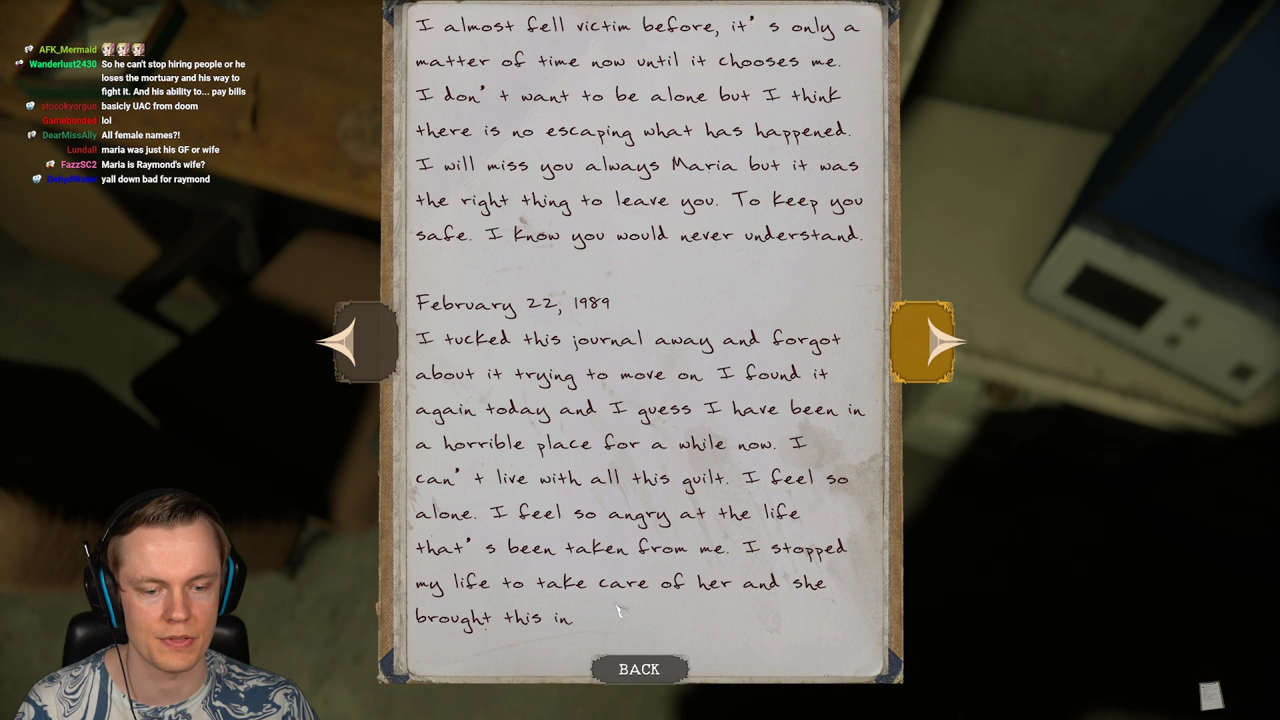 AFK_Mermaid
Wanderlust2430 So he can't stop hiring people or he
loses the mortuary and his way to
fight it. And his ability to... pay bills
atocokyorgun basicly UAC from doom
Gamabonded lol
DearMissAlly All female names?!
Lundall maria was just his GF or wife
FazzSC2 Maria is Raymond's wife?
yall down bad for raymond
I almost fell victim before, it's only a
matter of time now until it chooses me.
I don't want to be alone but I think
there is no escaping what has happened.
I will miss you always Maria but it was
the right thing to leave you. To keep you
safe. I know you would never understand.
February 22, 1989
I tucked this journal away and forgot
about it trying to move on I found it
again today and I guess I have been in
a horrible place for a while now. I
can't live with all this guilt. I feel so
alone. I feel so angry at the life
that's been taken from me. I stopped
my life to take care of her and she
brought this in
BACK